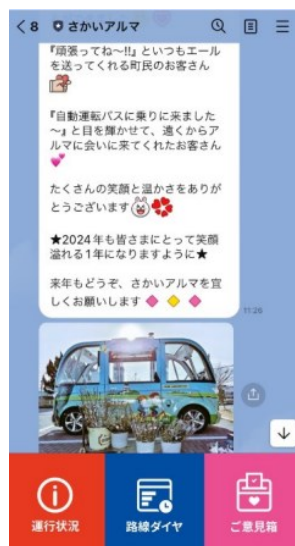 8 さかいアルマ
『頑張ってね〜!!』といつもエール
を送ってくれる町民のお客さん
『自動運転バスに乗りに来ました
〜』と目を輝かせて、遠くからア
ルマに会いに来てくれたお客さん
たくさんの笑顔と温かさをありが
とうございます
★2024年も皆さまにとって笑顔
溢れる1年になりますように★
来年もどうぞ、さかいアルマを宜
しくお願いします
11:26
運行状況
路線ダイヤ
ご意見箱